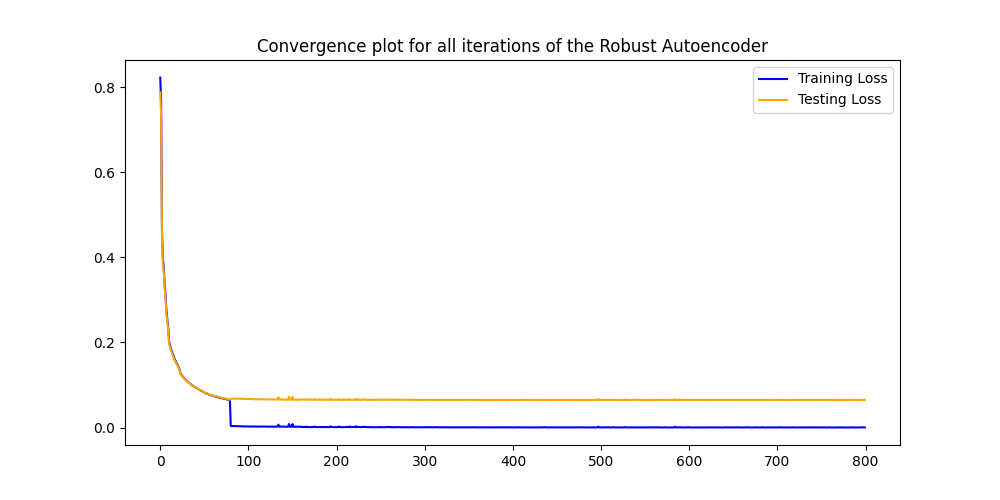 Convergence plot for all iterations of the Robust Autoencoder
Training Loss
Testing Loss
0.8
0.6
0.4
0.2
0.0
0 100 200 300 400 500 600 700 800